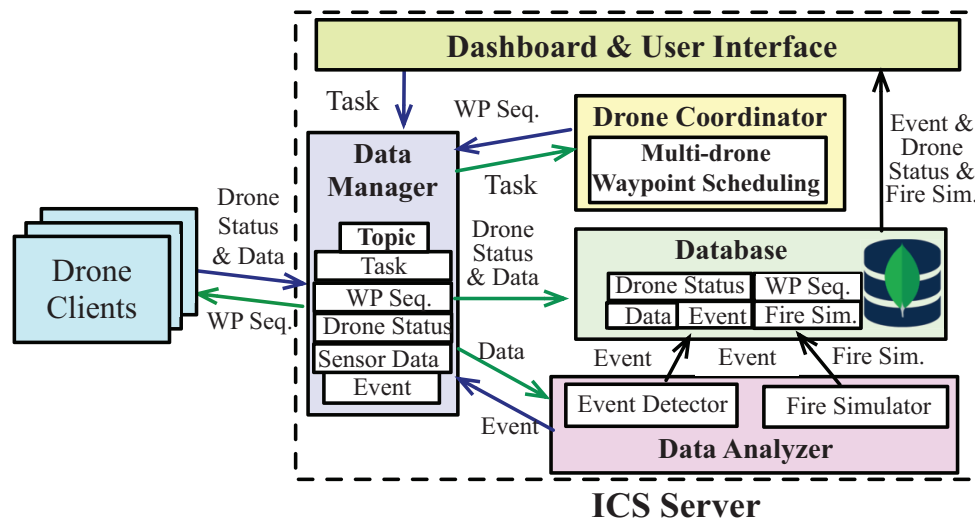 Dashboard & User Interface
Task
WP Seq.
Drone Coordinator
Multi-drone
Waypoint Scheduling
Event &
Drone
Status &
Fire Sim.
Data
Manager
Task
Drone
Status
& Data
Drone
Clients
WP Seq.
Topic
Task
WP Seq.
Drone Status
Sensor Data
Event
Drone
Status
& Data
Database
Drone Status
WP Seq.
Data
Event
Fire Sim.
Data
Event
Event
Event
Fire Sim.
Event Detector
Fire Simulator
Data Analyzer
ICS Server